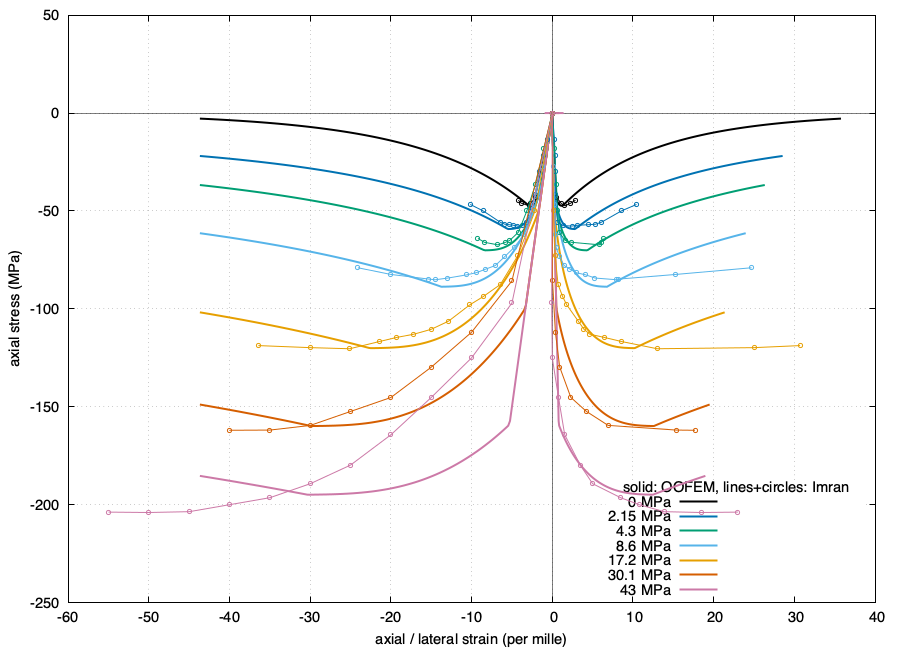 50
0
-50
-100
-150
-200
-250
axial stress (MPa)
solid: OOFEM, lines+circles: Imran
0 MPa
2.15 MPa
4.3 MPa
8.6 MPa
17.2 MPa
30.1 MPa
43 MPa
-60 -50 -40 -30 -20 -10 0 10 20 30 40
axial / lateral strain (per mille)